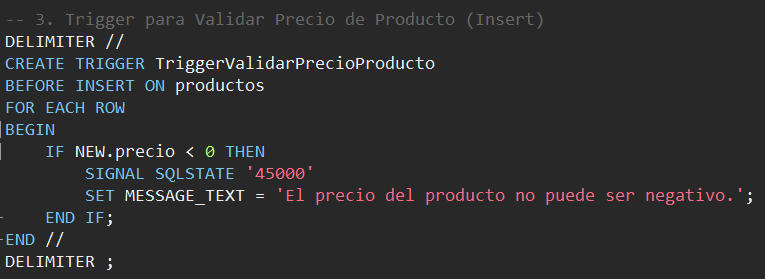 -- 3. Trigger para Validar Precio de Producto (Insert)
DELIMITER //
CREATE TRIGGER TriggerValidarPrecioProducto
BEFORE INSERT ON productos
FOR EACH ROW
BEGIN
    IF NEW.precio < 0 THEN
        SIGNAL SQLSTATE '45000'
        SET MESSAGE_TEXT = 'El precio del producto no puede ser negativo.';
    END IF;
END //
DELIMITER ;